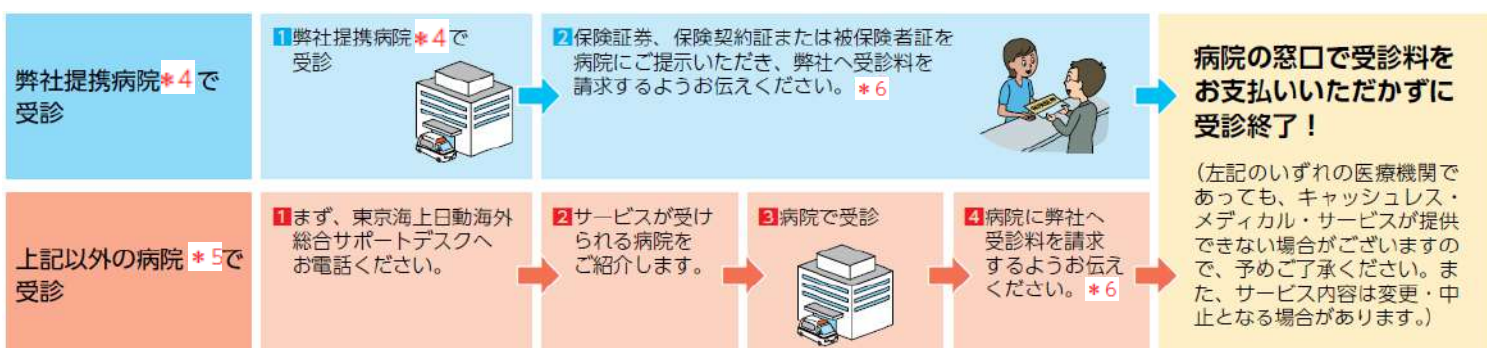 弊社提携病院*4で
受診
1弊社提携病院*4で
受診
2保険証券、保険契約証または被保険者証を
病院にご提示いただき、弊社へ受診料を
請求するようお伝えください。*6
上記以外の病院*5で
受診
1まず、東京海上日動海外
総合サポートデスクへ
お電話ください。
2サービスが受け
られる病院を
ご紹介します。
3病院で受診
4病院に弊社へ
受診料を請求
するようお伝え
ください。*6
病院の窓口で受診料を
お支払いいただかずに
受診終了！
（左記のいずれの医療機関で
あっても、キャッシュレス・
メディカル・サービスが提供
できない場合がございますの
で、予めご了承ください。ま
た、サービス内容は変更・中
止となる場合があります。）